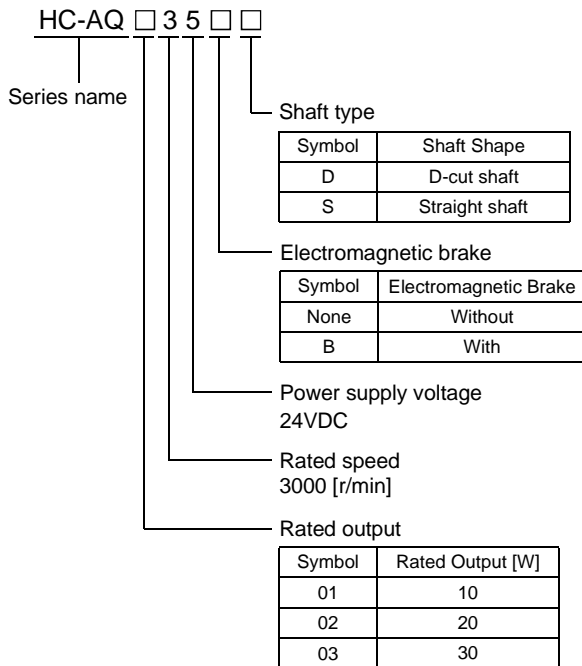 HC-AQ □ 3 5 □ □
Series name
Shaft type
Symbol Shaft Shape
D D-cut shaft
S Straight shaft
Electromagnetic brake
Symbol Electromagnetic Brake
None Without
B With
Power supply voltage
24VDC
Rated speed
3000 [r/min]
Rated output
Symbol Rated Output [W]
01 10
02 20
03 30